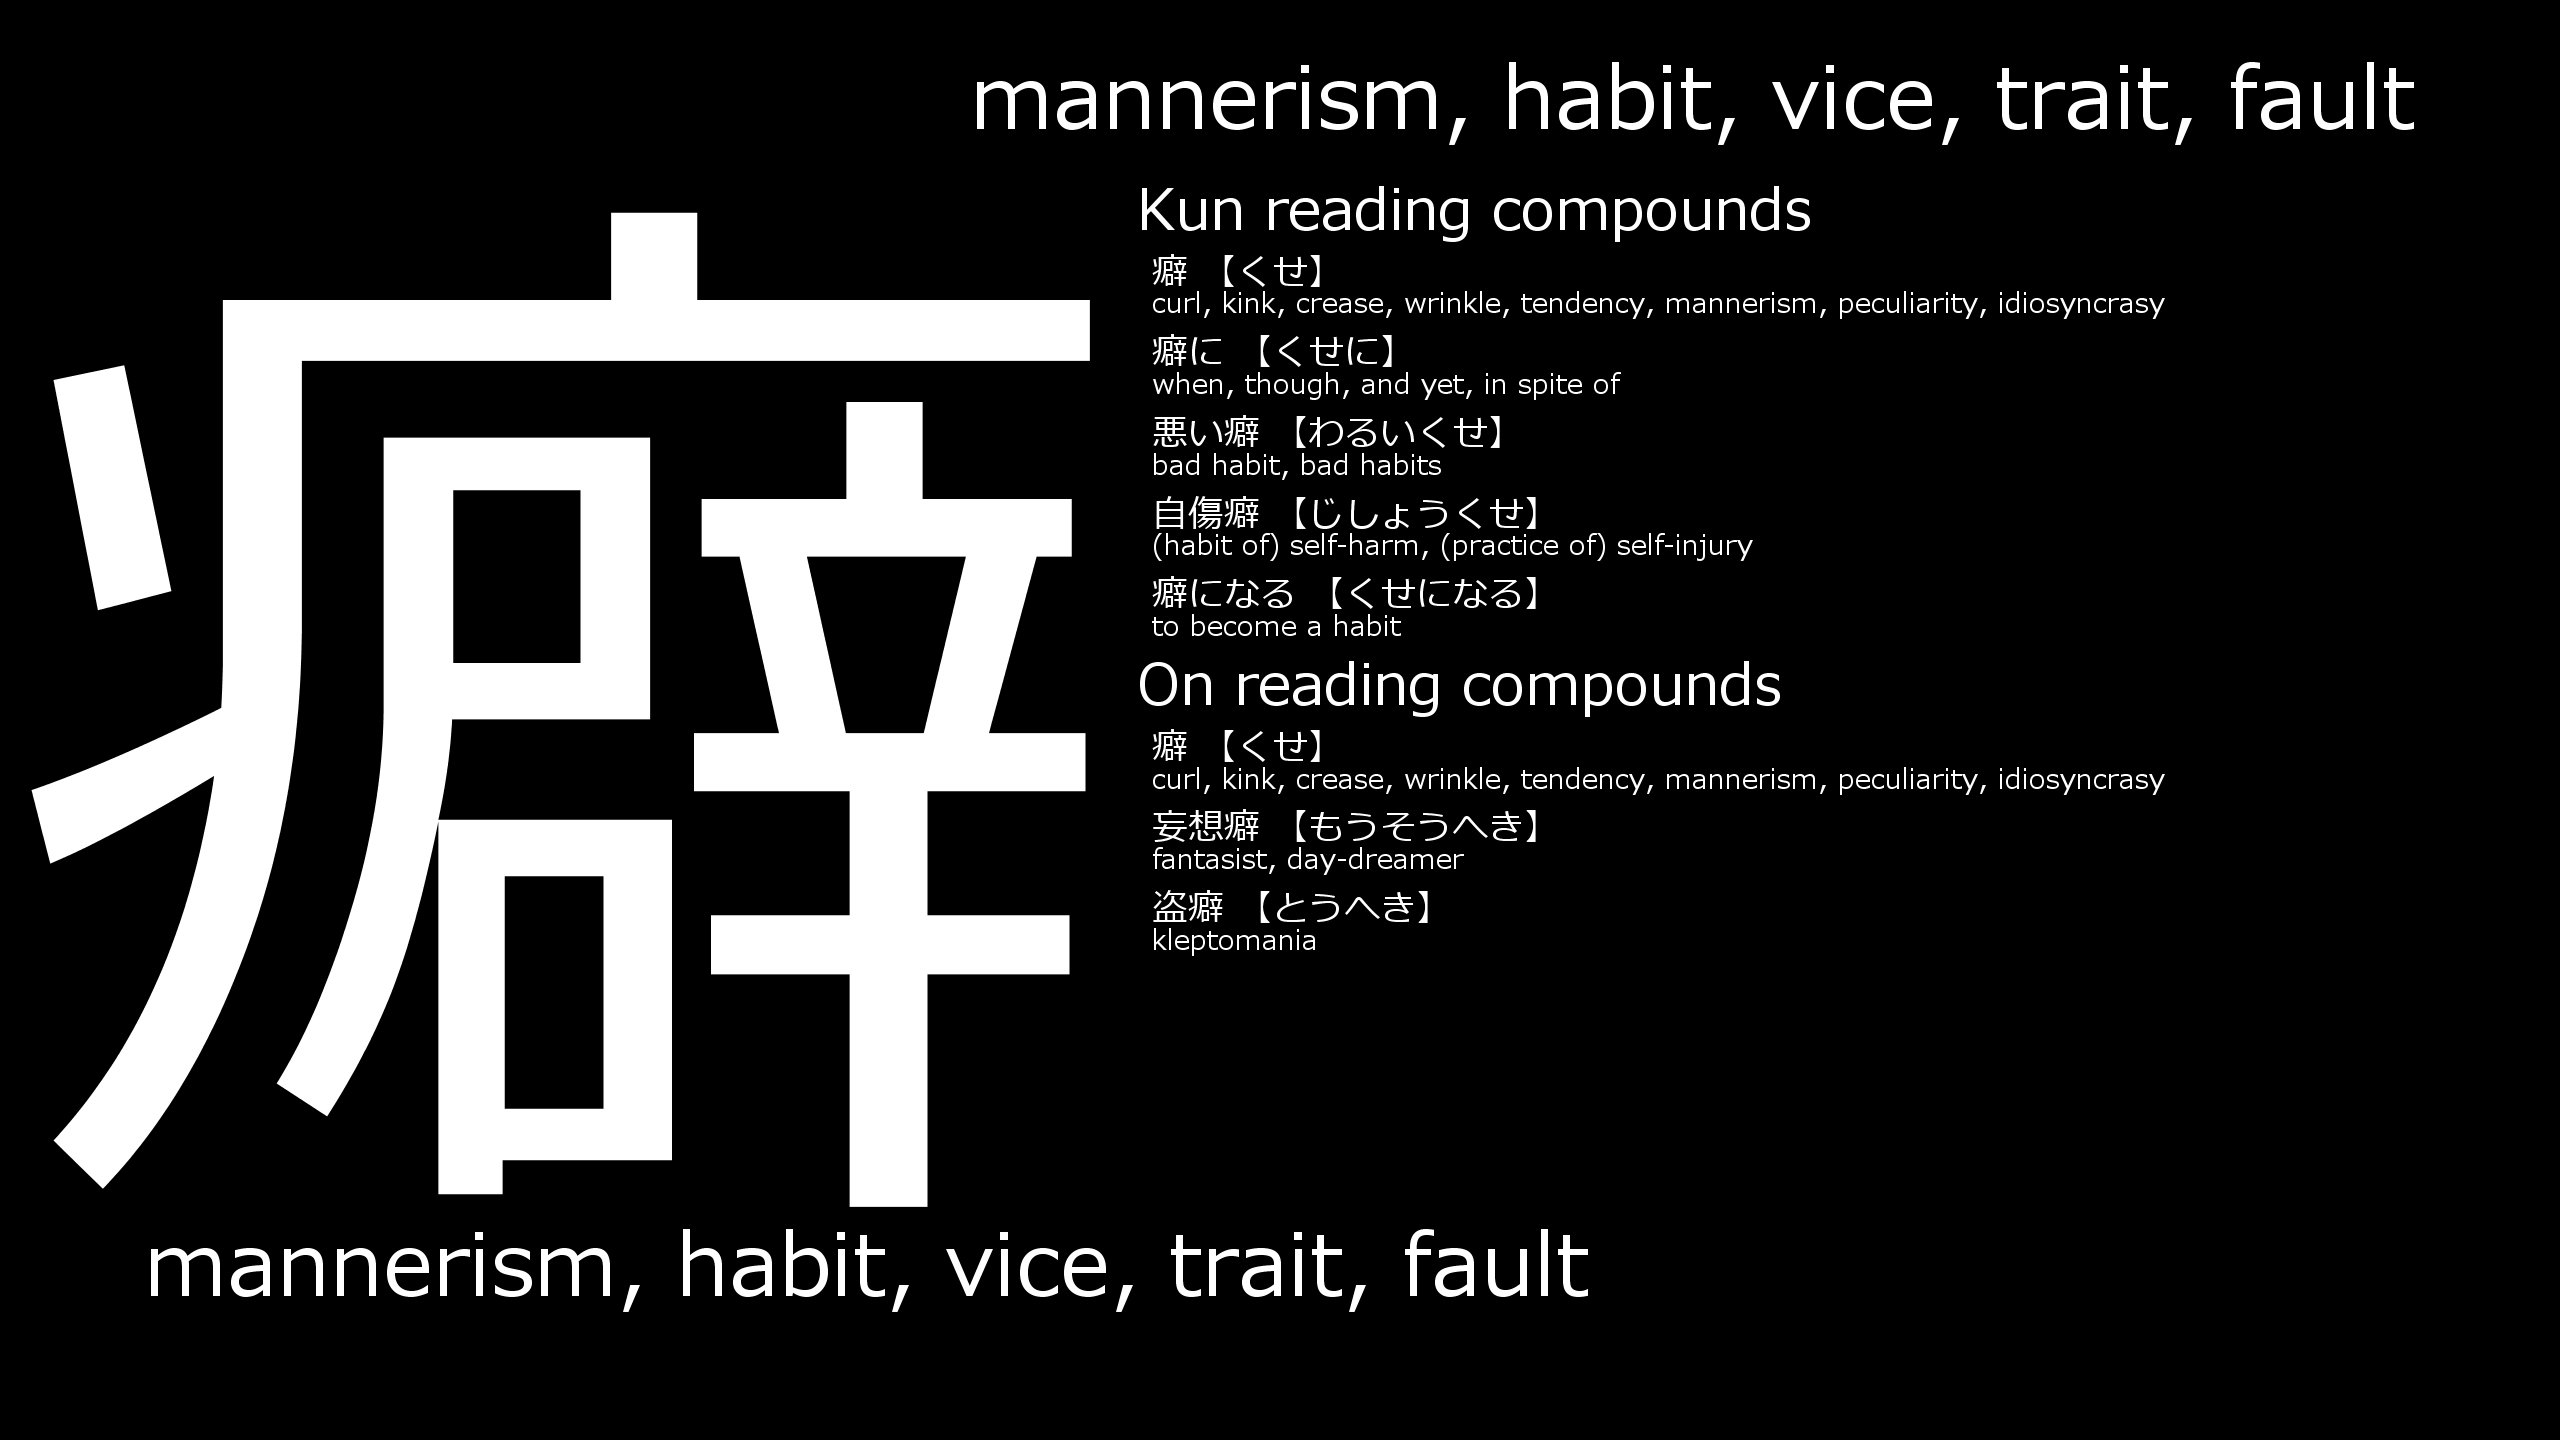 mannerism, habit, vice, trait, fault
癖
Kun reading compounds
癖 【くせ】
curl, kink, crease, wrinkle, tendency, mannerism, peculiarity, idiosyncrasy
癖に 【くせに】
when, though, and yet, in spite of
悪い癖 【わるいくせ】
bad habit, bad habits
自傷癖 【じしょうくせ】
(habit of) self-harm, (practice of) self-injury
癖になる 【くせになる】
to become a habit
On reading compounds
癖 【くせ】
curl, kink, crease, wrinkle, tendency, mannerism, peculiarity, idiosyncrasy
妄想癖 【もうそうへき】
fantasist, day-dreamer
盗癖 【とうへき】
kleptomania
mannerism, habit, vice, trait, fault